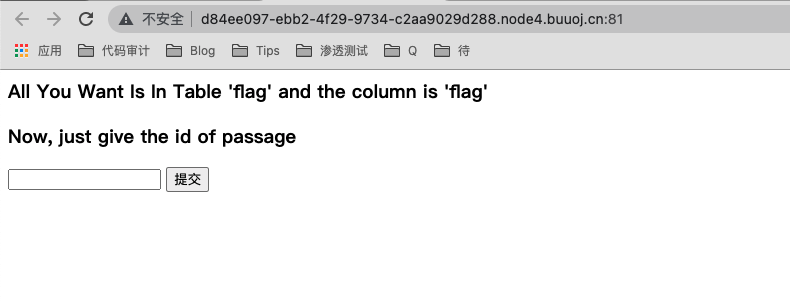 不安全 | d84ee097-ebb2-4f29-9734-c2aa9029d288.node4.buuoj.cn:81
应用 代码审计 Blog Tips 渗透测试 Q 待
All You Want Is In Table 'flag' and the column is 'flag'
Now, just give the id of passage
提交